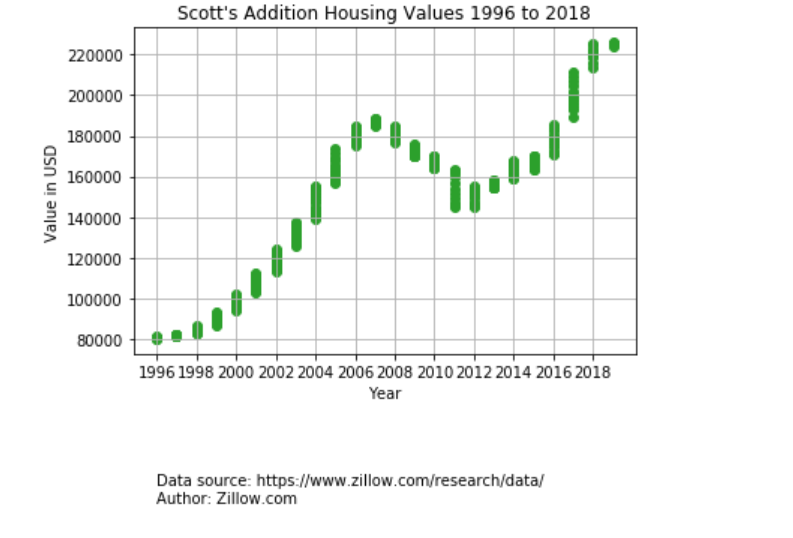 Scott's Addition Housing Values 1996 to 2018
220000
200000
180000
160000
140000
120000
100000
80000
Value in USD
1996 1998 2000 2002 2004 2006 2008 2010 2012 2014 2016 2018
Year
Data source: https://www.zillow.com/research/data/
Author: Zillow.com